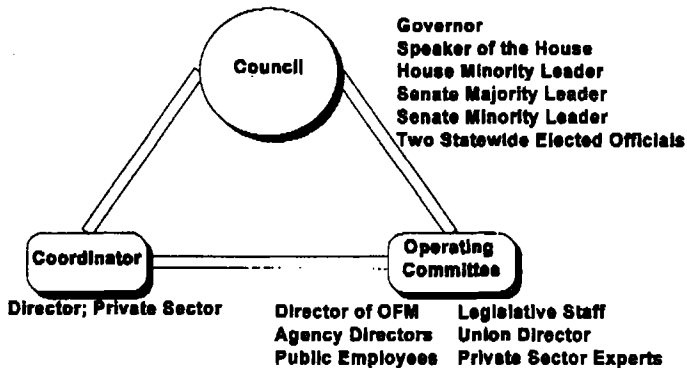 Council
Governor
Speaker of the House
House Minority Leader
Senate Majority Leader
Senate Minority Leader
Two Statewide Elected Officials
Coordinator
Director; Private Sector
Operating
Committee
Director of OFM
Agency Directors
Public Employees
Legislative Staff
Union Director
Private Sector Experts